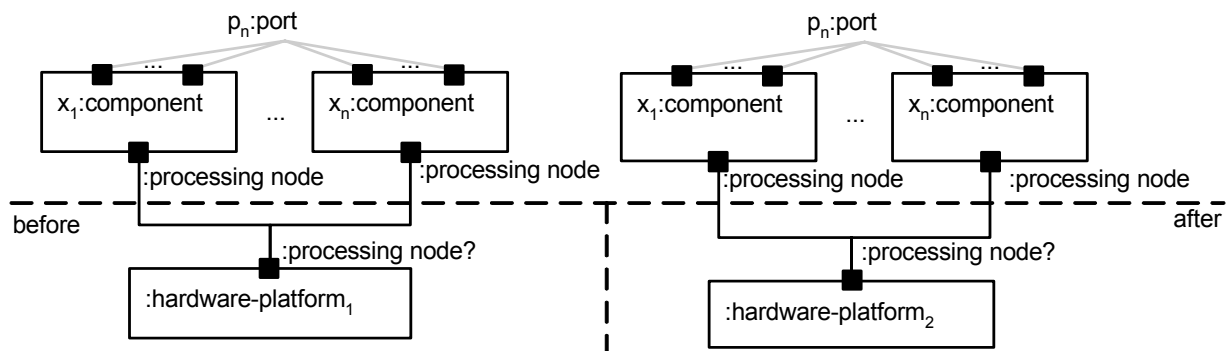 pₙ:port
...
...
x₁:component
...
xₙ:component
:processing node
:processing node
before
:processing node?
:hardware-platform₁
pₙ:port
...
...
x₁:component
...
xₙ:component
:processing node
:processing node
after
:processing node?
:hardware-platform₂